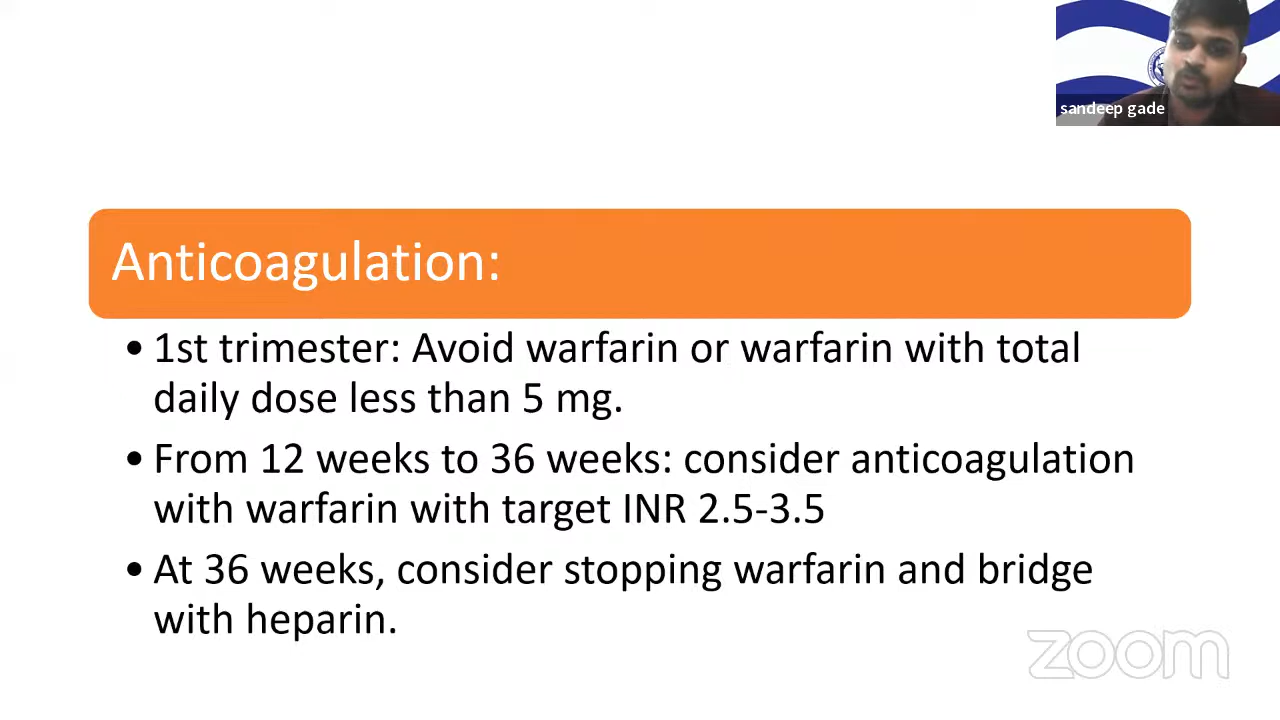 sandeep gade
Anticoagulation:
• 1st trimester: Avoid warfarin or warfarin with total
daily dose less than 5 mg.
• From 12 weeks to 36 weeks: consider anticoagulation
with warfarin with target INR 2.5-3.5
• At 36 weeks, consider stopping warfarin and bridge
with heparin.
zoom